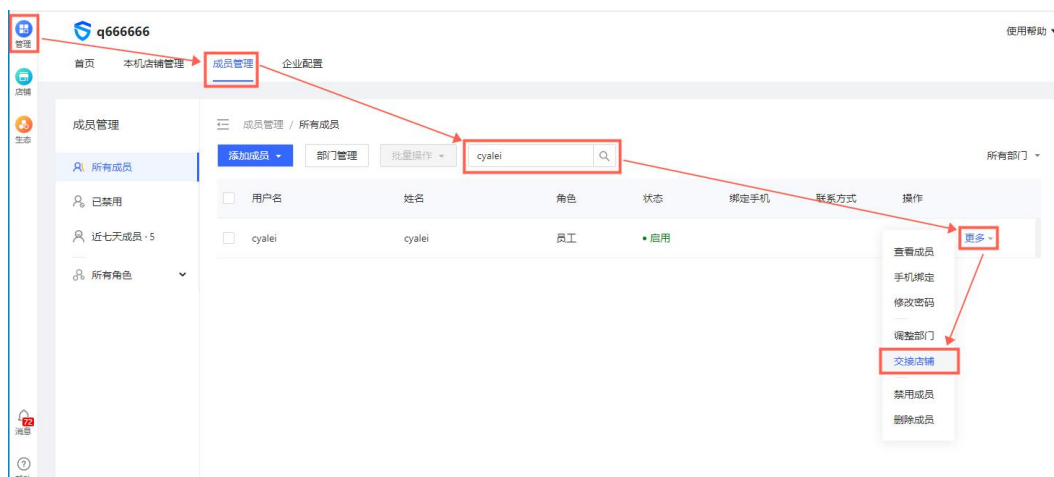 管理
店铺
生态
消息
72
q666666
使用帮助
首页 本机店铺管理 成员管理 企业配置
成员管理
所有成员
已禁用
近七天成员 · 5
所有角色
成员管理 / 所有成员
添加成员 部门管理 批量操作 cyalei 所有部门
用户名 姓名 角色 状态 绑定手机 联系方式 操作
cyalei cyalei 员工 启用 更多
查看成员
手机绑定
修改密码
调整部门
交接店铺
禁用成员
删除成员